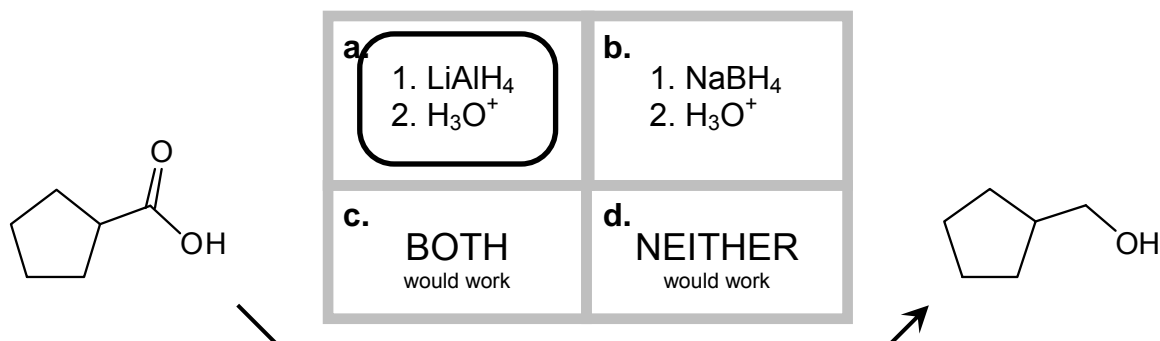 a.
1. LiAlH₄
2. H₃O⁺
b.
1. NaBH₄
2. H₃O⁺
O
OH
c.
BOTH
would work
d.
NEITHER
would work
OH